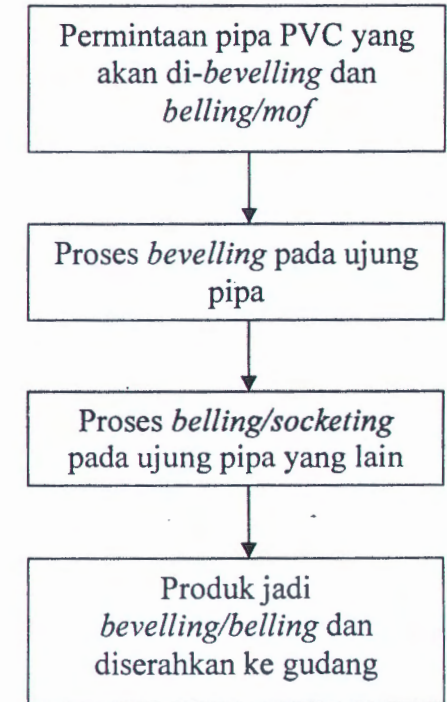 Permintaan pipa PVC yang
akan di-bevelling dan
belling/mof
Proses bevelling pada ujung
pipa
Proses belling/socketing
pada ujung pipa yang lain
Produk jadi
bevelling/belling dan
diserahkan ke gudang